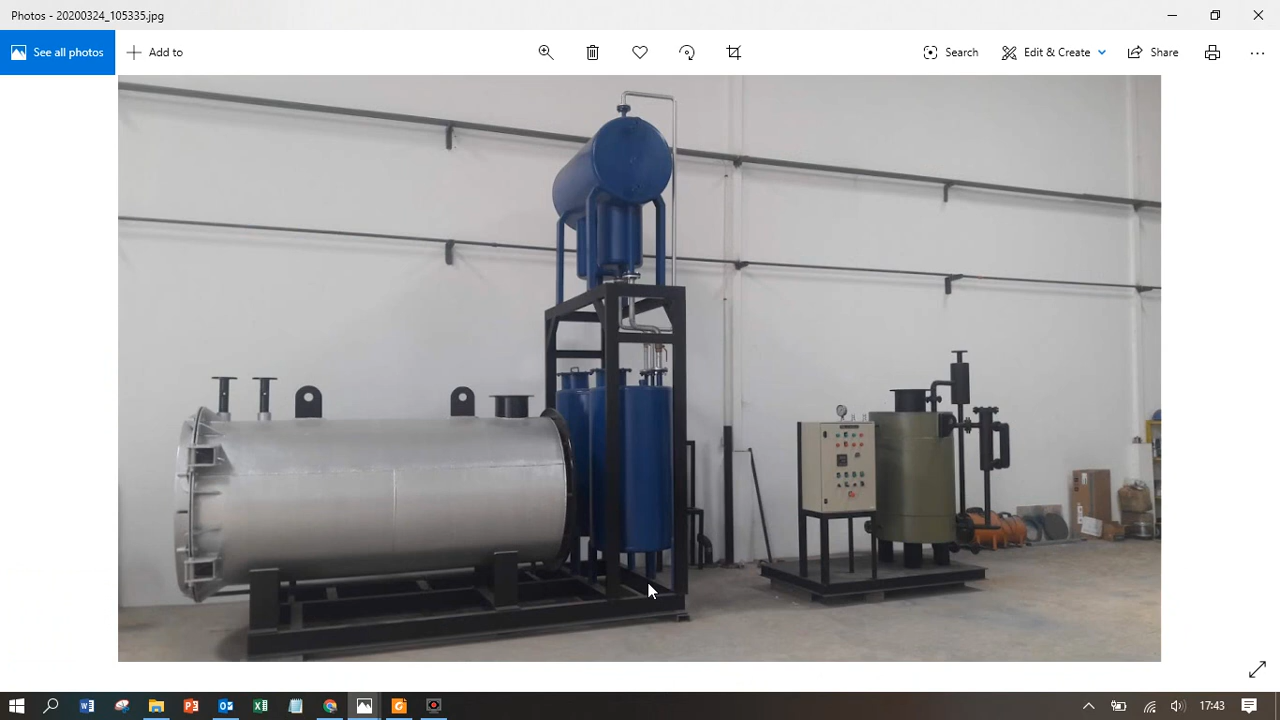 Photos - 20200324_105335.jpg
See all photos
Add to
Search
Edit & Create
Share
17:43